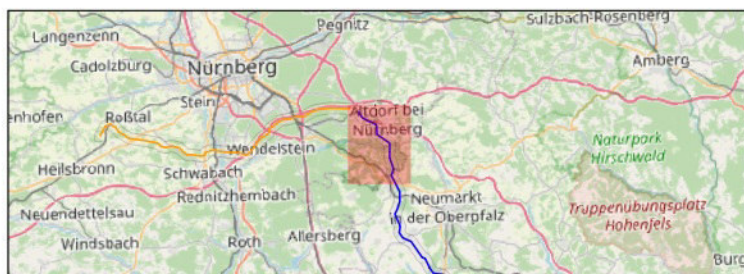 Pegnitz
Sulzbach-Rosenberg
Langenzenn
Cadolzburg
Nürnberg
Amberg
Stein
Altdorf bei
Nürnberg
enhofer
Roßtal
Naturpark
Hirschwald
Wendelstein
Heilsbronn
Schwabach
Rednitzhembach
Neumarkt
in der Oberpfalz
Truppenübungsplatz
Hohenfels
Neuendettelsau
Windsbach
Roth
Allersberg
Burg